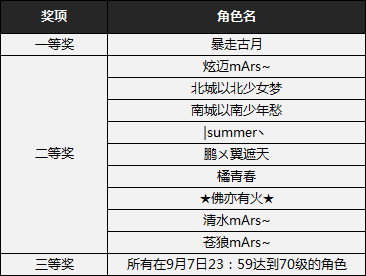 奖项 角色名
一等奖 暴走古月
炫迈mArs~
北城以北少女梦
南城以南少年愁
|summer丶
二等奖 鹏ㄨ翼遮天
橘青春
★佛亦有火★
清水mArs~
苍狼mArs~
三等奖 所有在9月7日23：59达到70级的角色